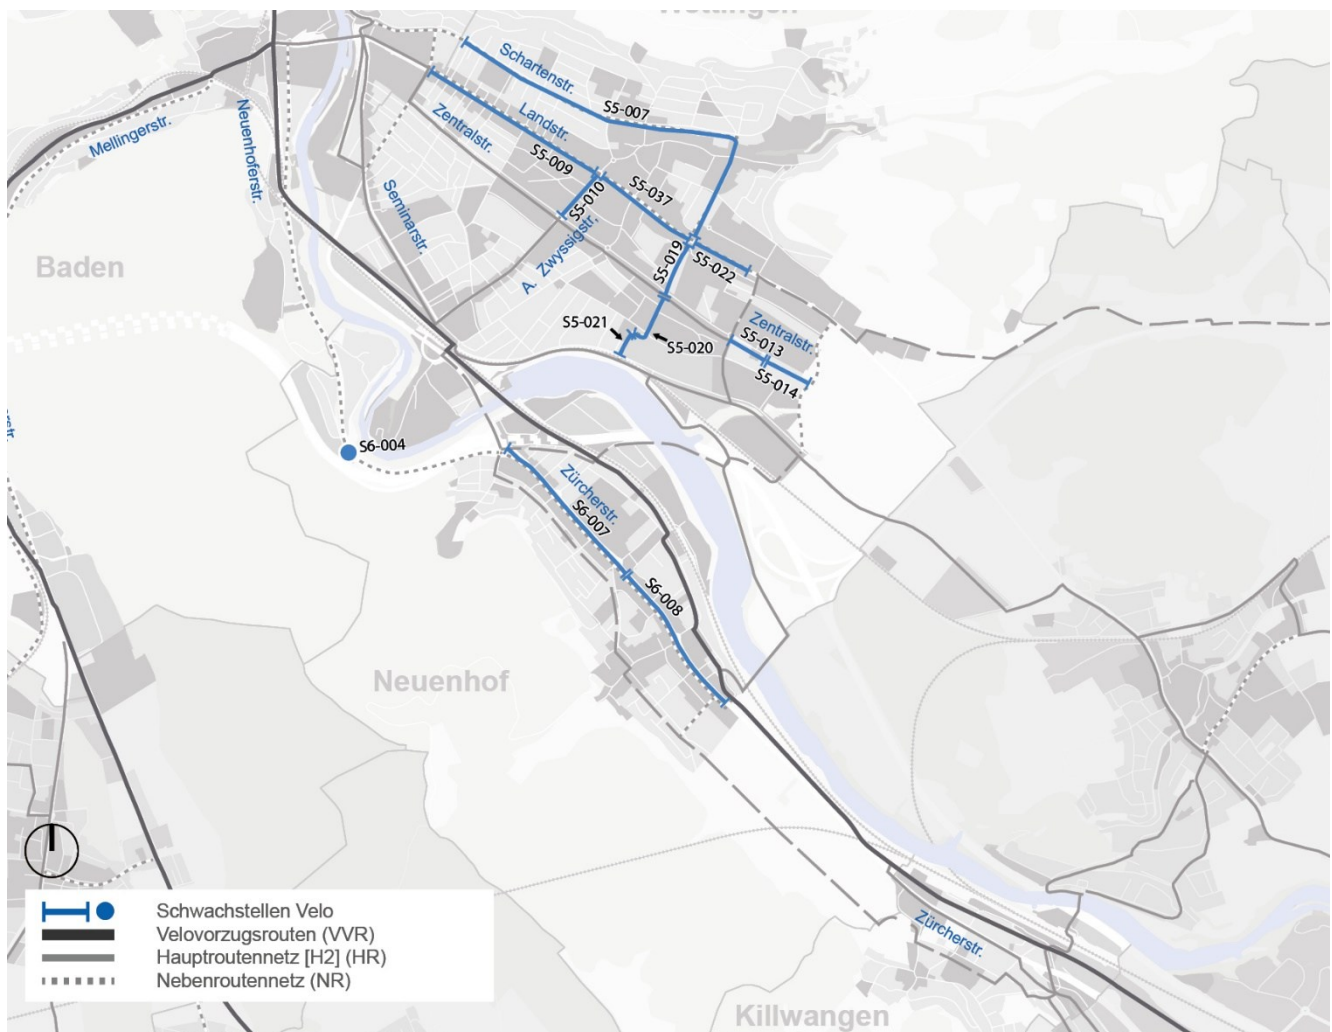 Wettingen
Schartenstr.
S5-007
Mellingerstr.
Neuenhoferstr.
Landstr.
Zentralstr.
S5-009
S5-037
S5-010
Seminarstr.
A. Zwyssigstr.
S5-019
S5-022
Baden
S5-021
S5-020
Zentralstr.
S5-013
S5-014
S6-004
Zürcherstr.
S6-007
S6-008
Neuenhof
Schwachstellen Velo
Velovorzugsrouten (VVR)
Hauptroutennetz [H2] (HR)
Nebenroutennetz (NR)
Zürcherstr.
Killwangen